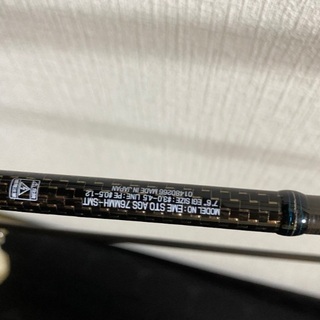 MODEL NO: EME STO AGS 76MMH-SMT
7'6" EGI SIZE: #3.0-4.5 LINE: PE #0.5-1.2
01480266 MADE IN JAPAN